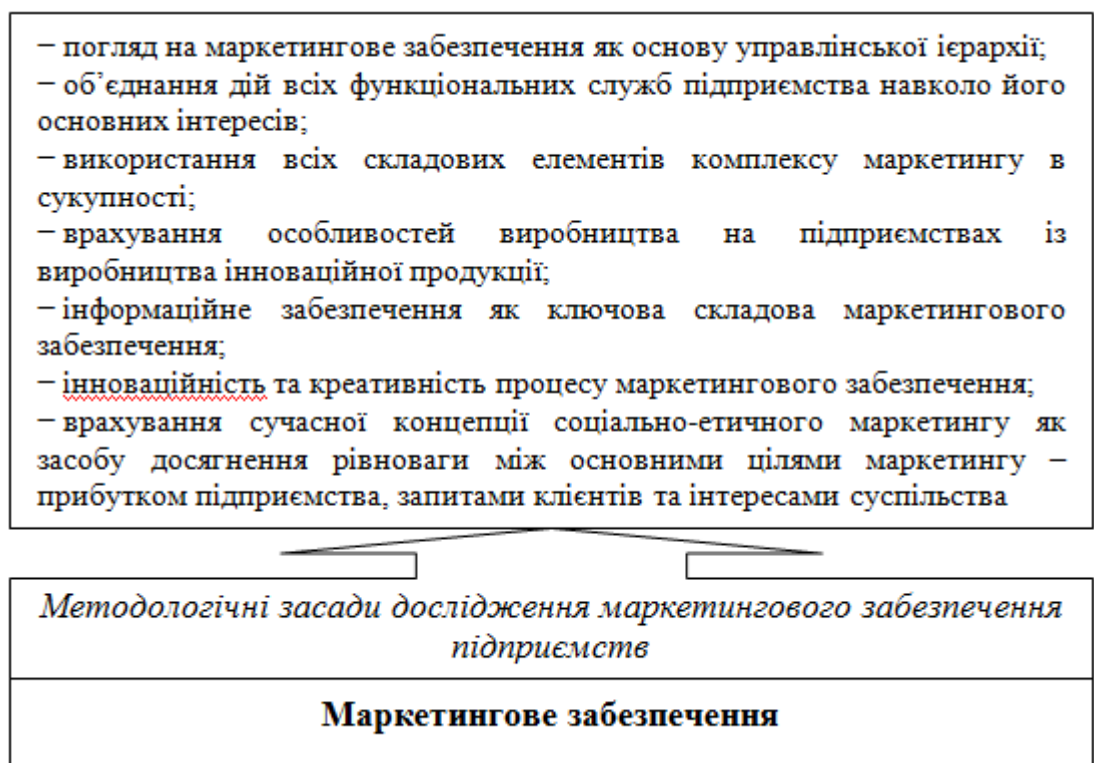 − погляд на маркетингове забезпечення як основу управлінської ієрархії;
− об’єднання дій всіх функціональних служб підприємства навколо його
основних інтересів;
− використання всіх складових елементів комплексу маркетингу в
сукупності;
− врахування особливостей виробництва на підприємствах із
виробництва інноваційної продукції;
− інформаційне забезпечення як ключова складова маркетингового
забезпечення;
− інноваційність та креативність процесу маркетингового забезпечення;
− врахування сучасної концепції соціально-етичного маркетингу як
засобу досягнення рівноваги між основними цілями маркетингу –
прибутком підприємства, запитами клієнтів та інтересами суспільства
Методологічні засади дослідження маркетингового забезпечення
підприємств
Маркетингове забезпечення